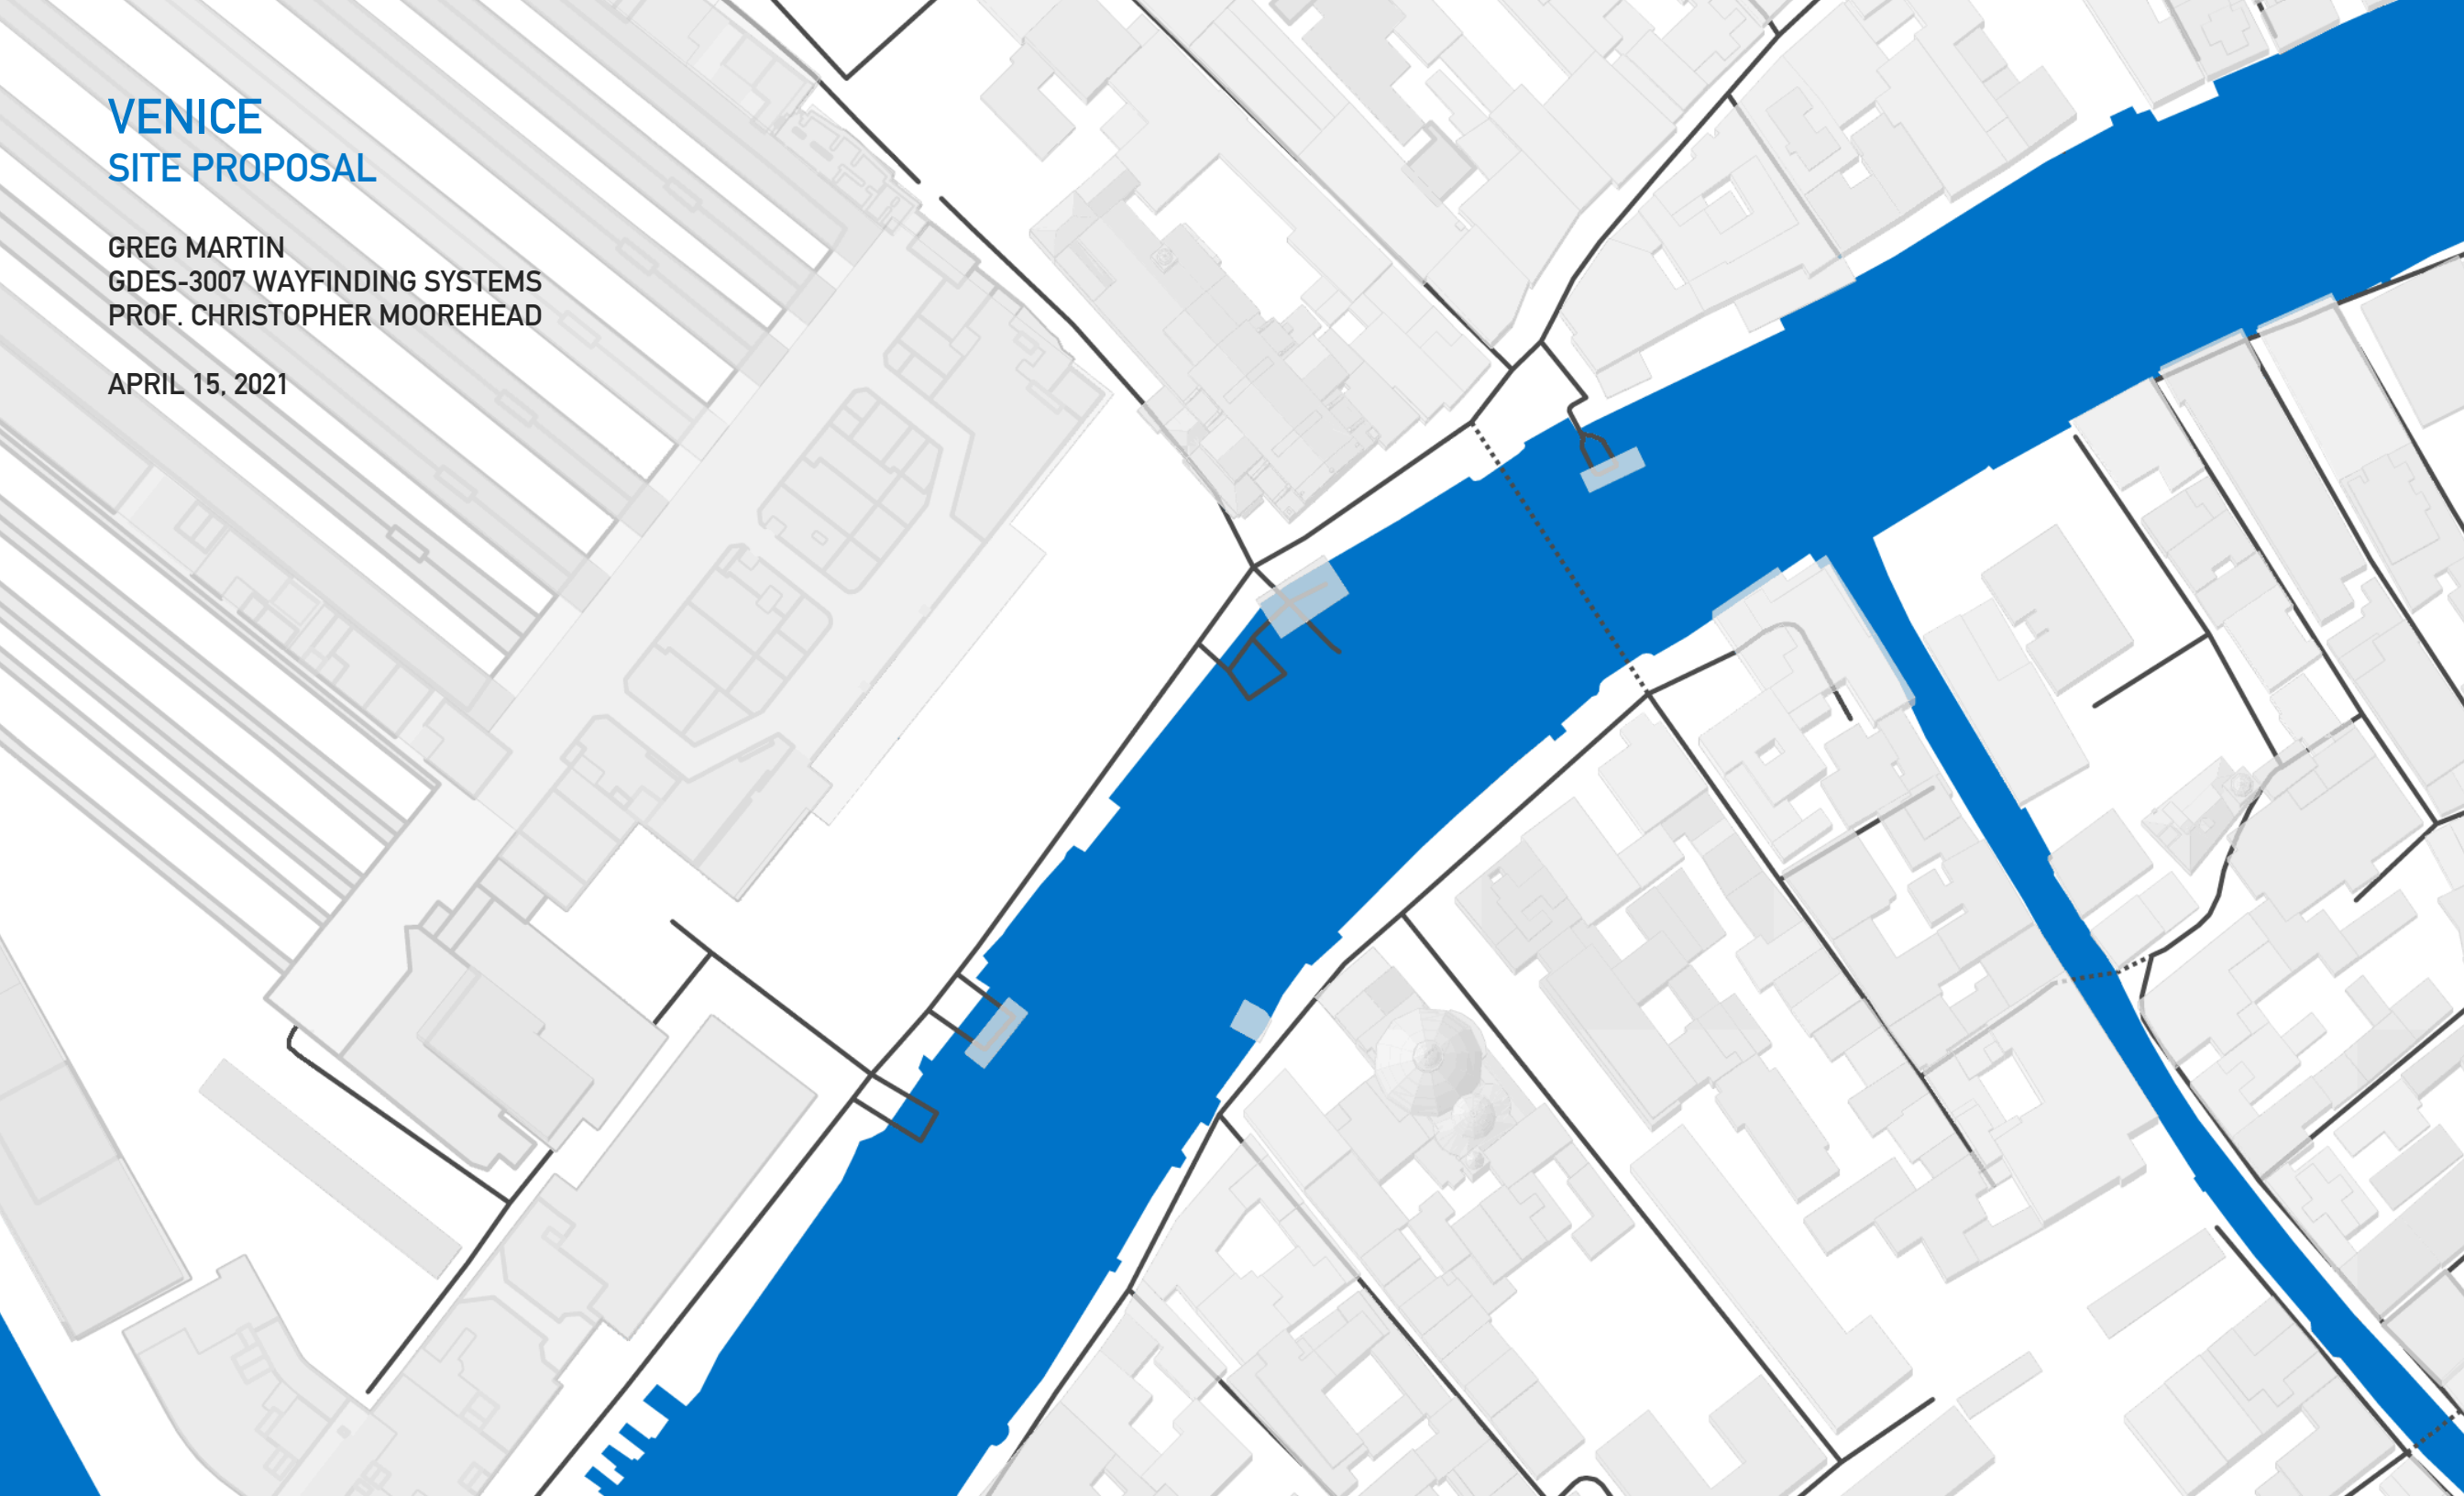 VENICE
SITE PROPOSAL
GREG MARTIN
GDES-3007 WAYFINDING SYSTEMS
PROF. CHRISTOPHER MOOREHEAD
APRIL 15, 2021